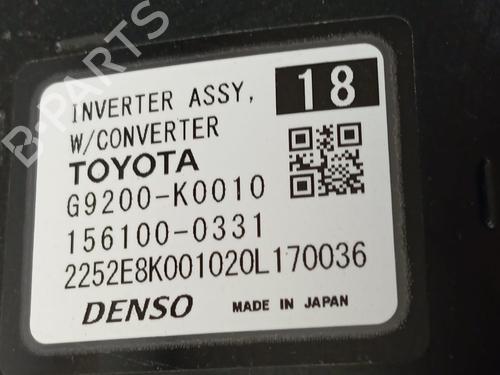 INVERTER ASSY, 18
W/CONVERTER
TOYOTA
G9200-K0010
156100-0331
2252E8K001020L170036
DENSO MADE IN JAPAN
B-PARTS